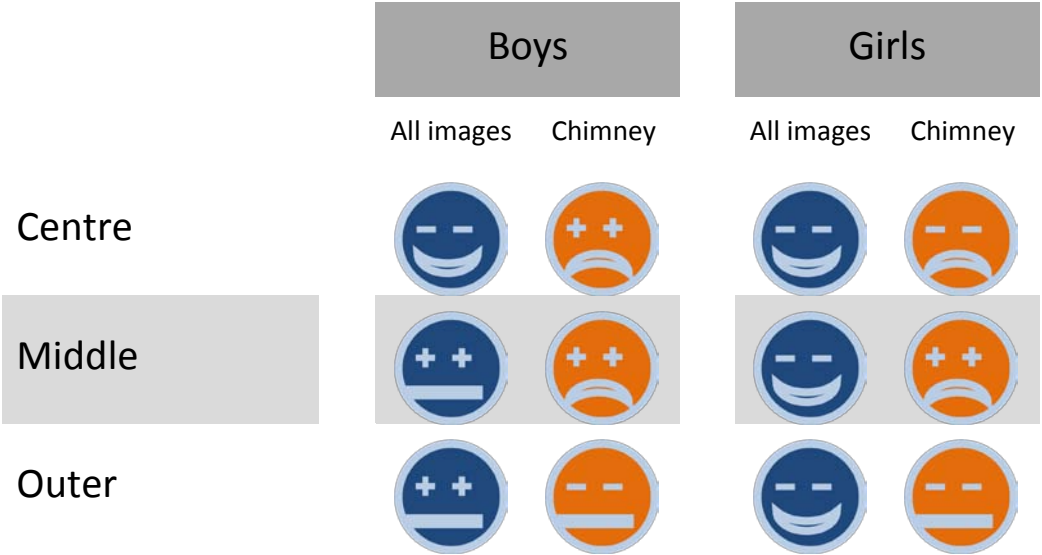 Boys Girls
All images Chimney All images Chimney
Centre
Middle
Outer